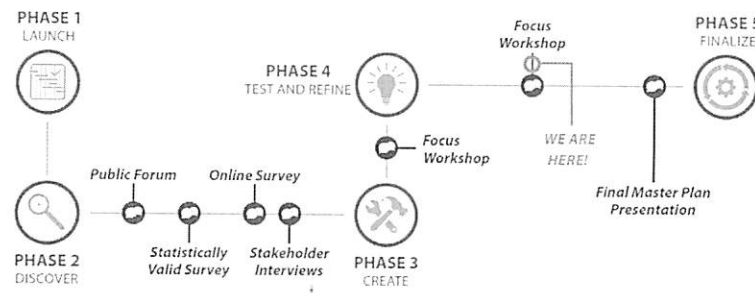 PHASE 1
LAUNCH
PHASE 2
DISCOVER
Public Forum
Statistically
Valid Survey
Online Survey
Stakeholder
Interviews
PHASE 3
CREATE
Focus
Workshop
PHASE 4
TEST AND REFINE
Focus
Workshop
WE ARE
HERE!
Final Master Plan
Presentation
PHASE 5
FINALIZE